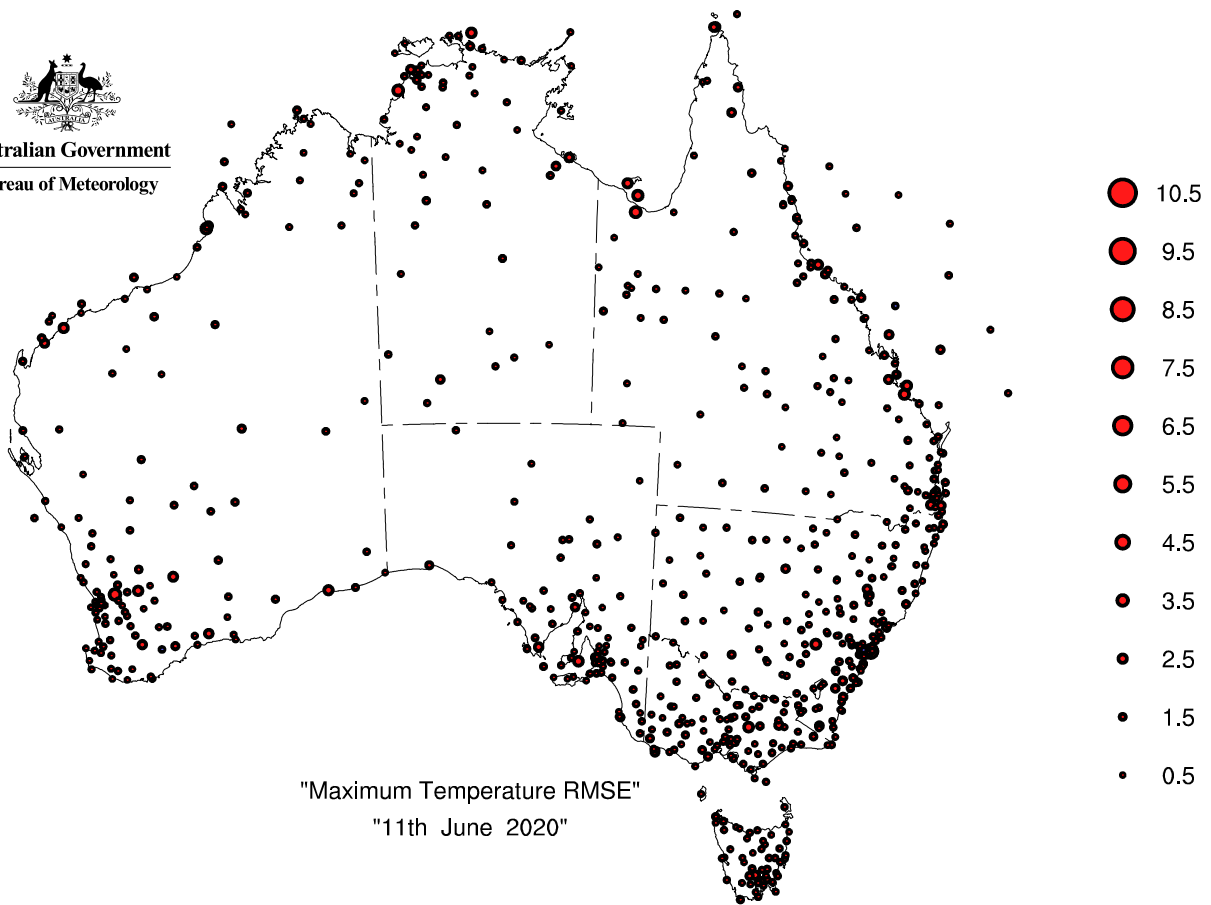 AUSTRALIA
tralian Government
reau of Meteorology
10.5
9.5
8.5
7.5
6.5
5.5
4.5
3.5
2.5
1.5
0.5
"Maximum Temperature RMSE"
"11th June 2020"